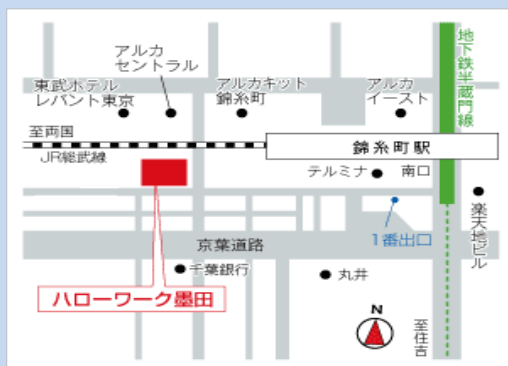 アルカ
セントラル
東武ホテル
レバント東京
アルカキット
錦糸町
アルカ
イースト
地下鉄半蔵門線
至両国
JR総武線
錦糸町駅
テルミナ
南口
1番出口
楽天地ビル
京葉道路
千葉銀行
丸井
ハローワーク墨田
N
至住吉